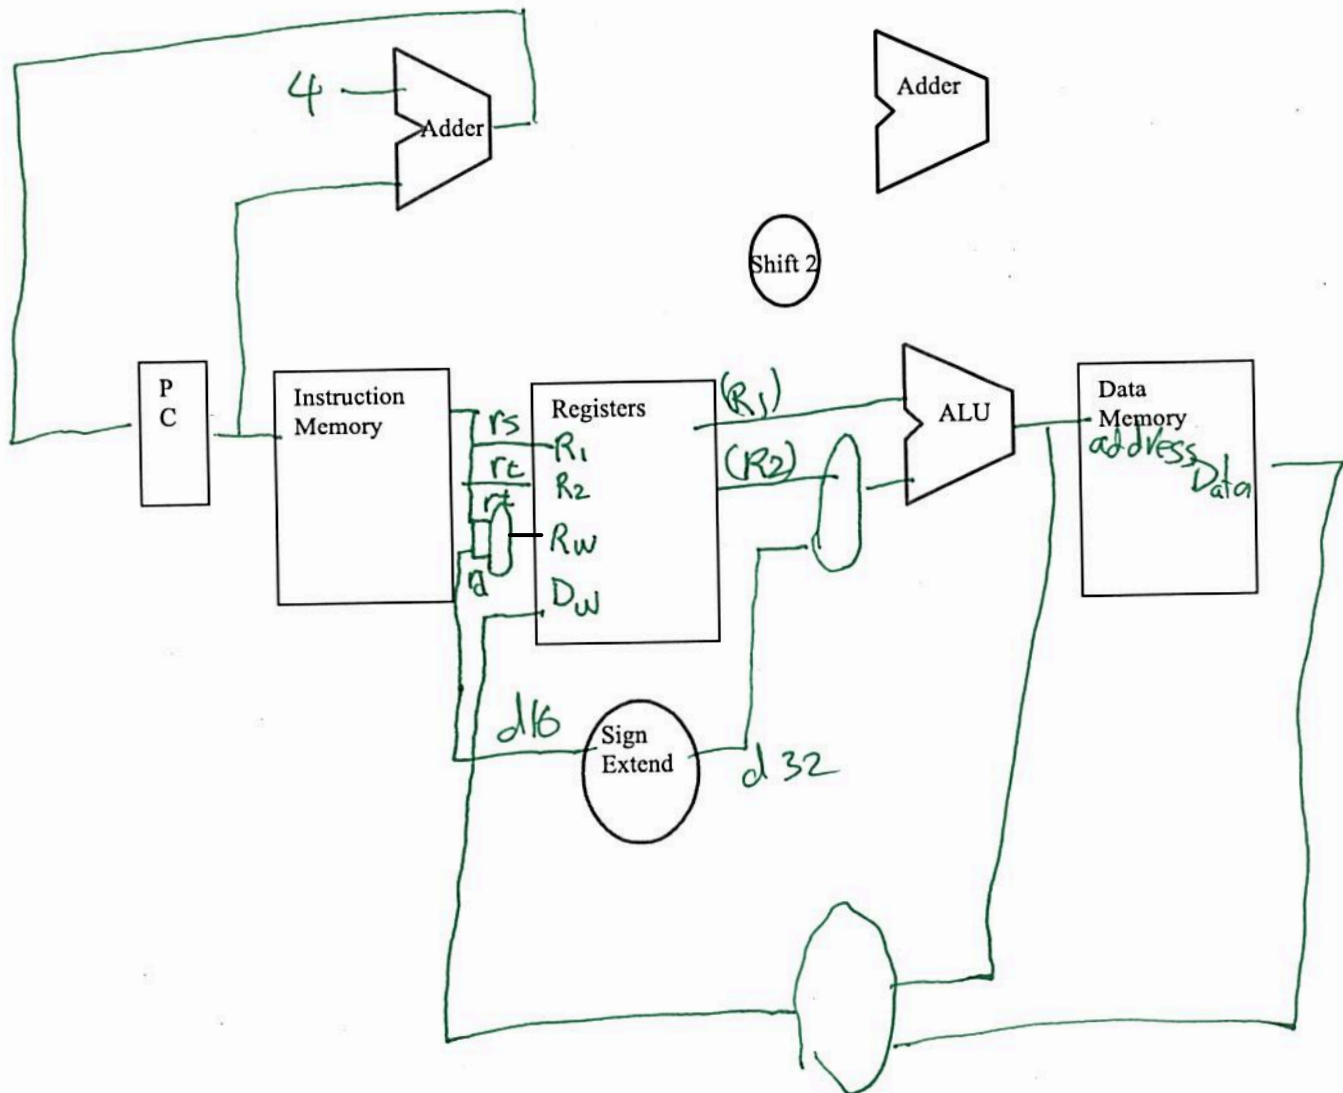 4
Adder
Adder
Shift 2
P
C
Instruction
Memory
rs
rt
rt
rd
Registers
R1
R2
RW
DW
(R1)
(R2)
ALU
Data
Memory
address
Data
d16
Sign
Extend
d32